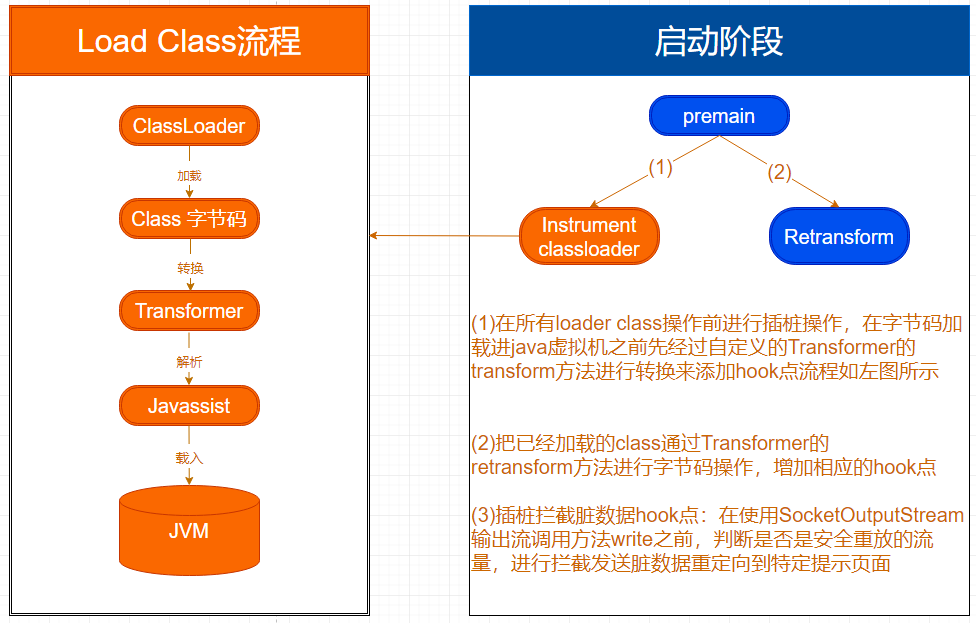 Load Class流程
ClassLoader
加载
Class 字节码
转换
Transformer
解析
Javassist
载入
JVM
启动阶段
premain
(1)
(2)
Instrument
classloader
Retransform
(1)在所有loader class操作前进行插桩操作，在字节码加
载进java虚拟机之前先经过自定义的Transformer的
transform方法进行转换来添加hook点流程如左图所示
(2)把已经加载的class通过Transformer的
retransform方法进行字节码操作，增加相应的hook点
(3)插桩拦截脏数据hook点：在使用SocketOutputStream
输出流调用方法write之前，判断是否是安全重放的流
量，进行拦截发送脏数据重定向到特定提示页面